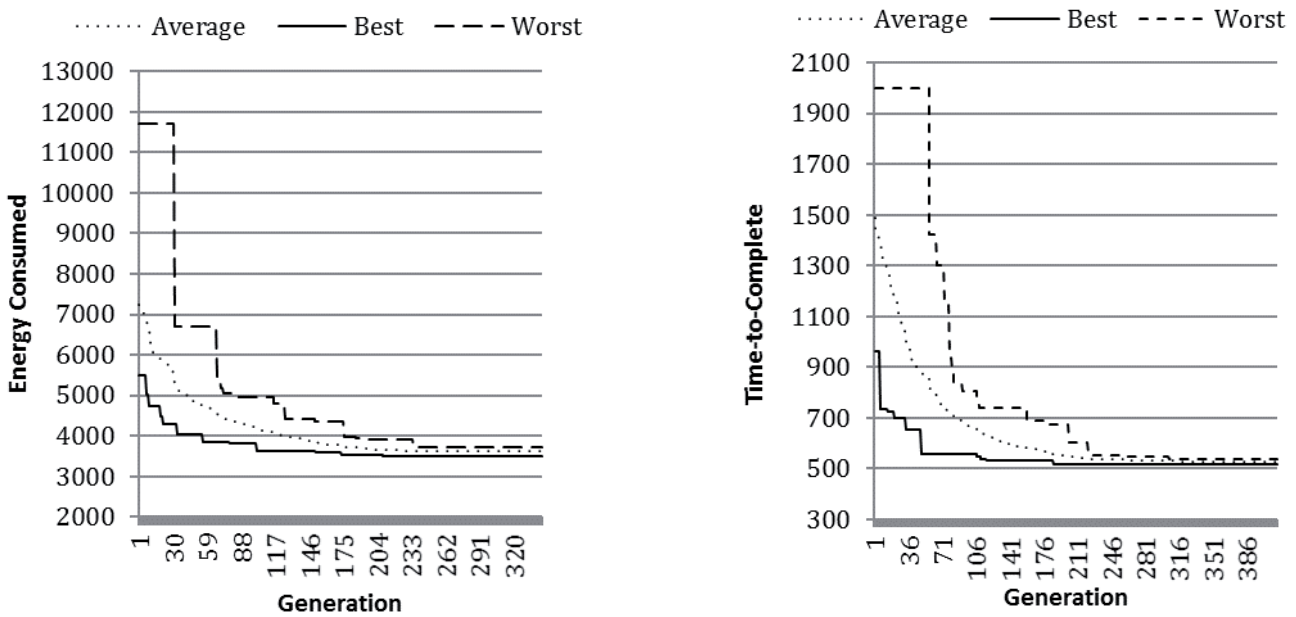 Average Best Worst
13000
12000
11000
10000
9000
8000
7000
6000
5000
4000
3000
2000
Energy Consumed
1 30 59 88 117 146 175 204 233 262 291 320
Generation
Average Best Worst
2100
1900
1700
1500
1300
1100
900
700
500
300
Time-to-Complete
1 36 71 106 141 176 211 246 281 316 351 386
Generation